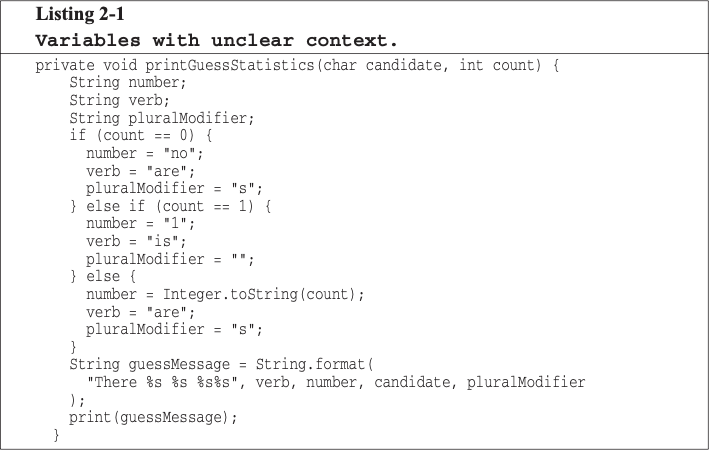 Listing 2-1
Variables with unclear context.
private void printGuessStatistics(char candidate, int count) {
    String number;
    String verb;
    String pluralModifier;
    if (count == 0) {
      number = "no";
      verb = "are";
      pluralModifier = "s";
    } else if (count == 1) {
      number = "1";
      verb = "is";
      pluralModifier = "";
    } else {
      number = Integer.toString(count);
      verb = "are";
      pluralModifier = "s";
    }
    String guessMessage = String.format(
      "There %s %s %s%s", verb, number, candidate, pluralModifier
    );
    print(guessMessage);
  }